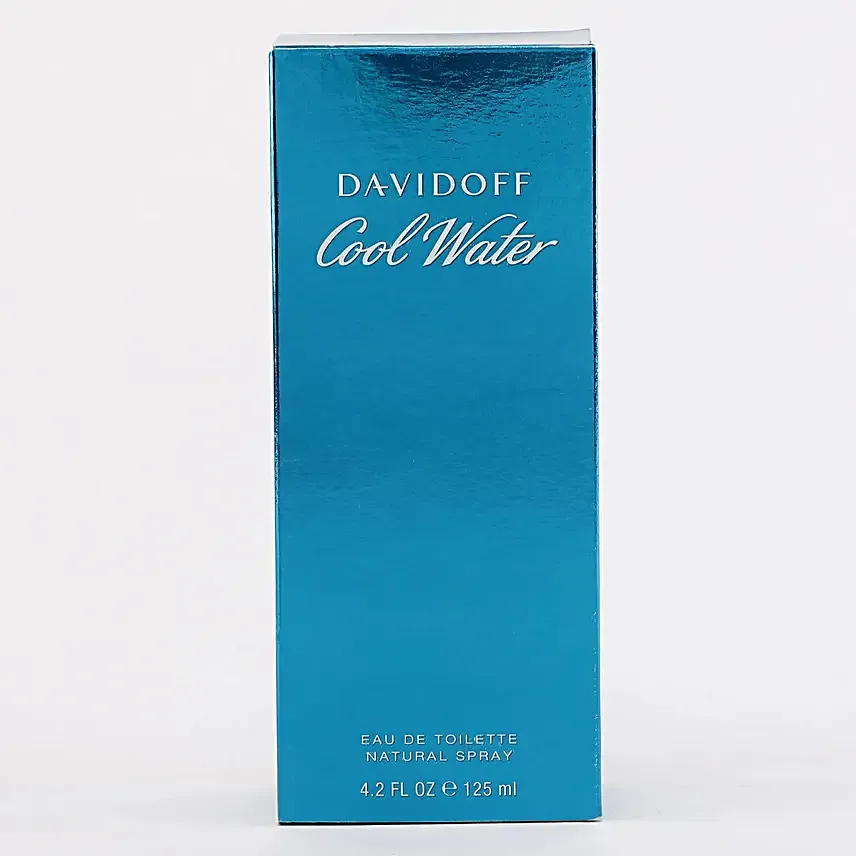 DAVIDOFF
Cool Water
EAU DE TOILETTE
NATURAL SPRAY
4.2 FL OZ ℮ 125 ml